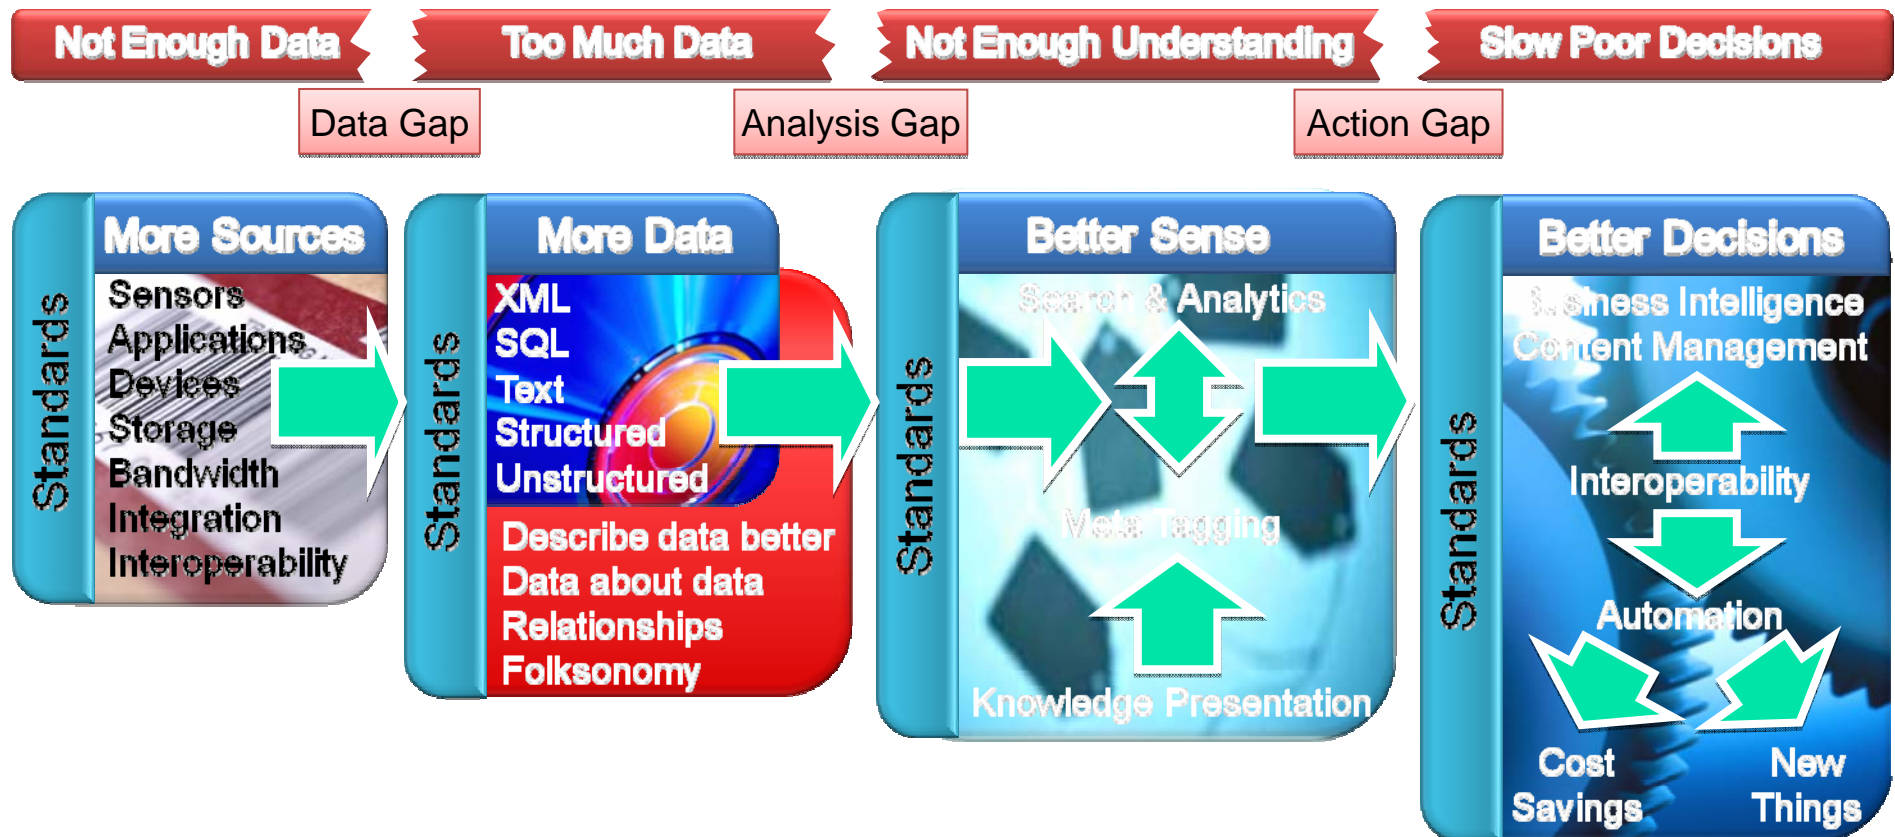 Not Enough Data
Too Much Data
Not Enough Understanding
Slow Poor Decisions
Data Gap
Analysis Gap
Action Gap
Standards
More Sources
Sensors
Applications
Devices
Storage
Bandwidth
Integration
Interoperability
Standards
More Data
XML
SQL
Text
Structured
Unstructured
Describe data better
Data about data
Relationships
Folksonomy
Standards
Better Sense
Search & Analytics
Meta Tagging
Knowledge Presentation
Standards
Better Decisions
Business Intelligence
Content Management
Interoperability
Automation
Cost
Savings
New
Things